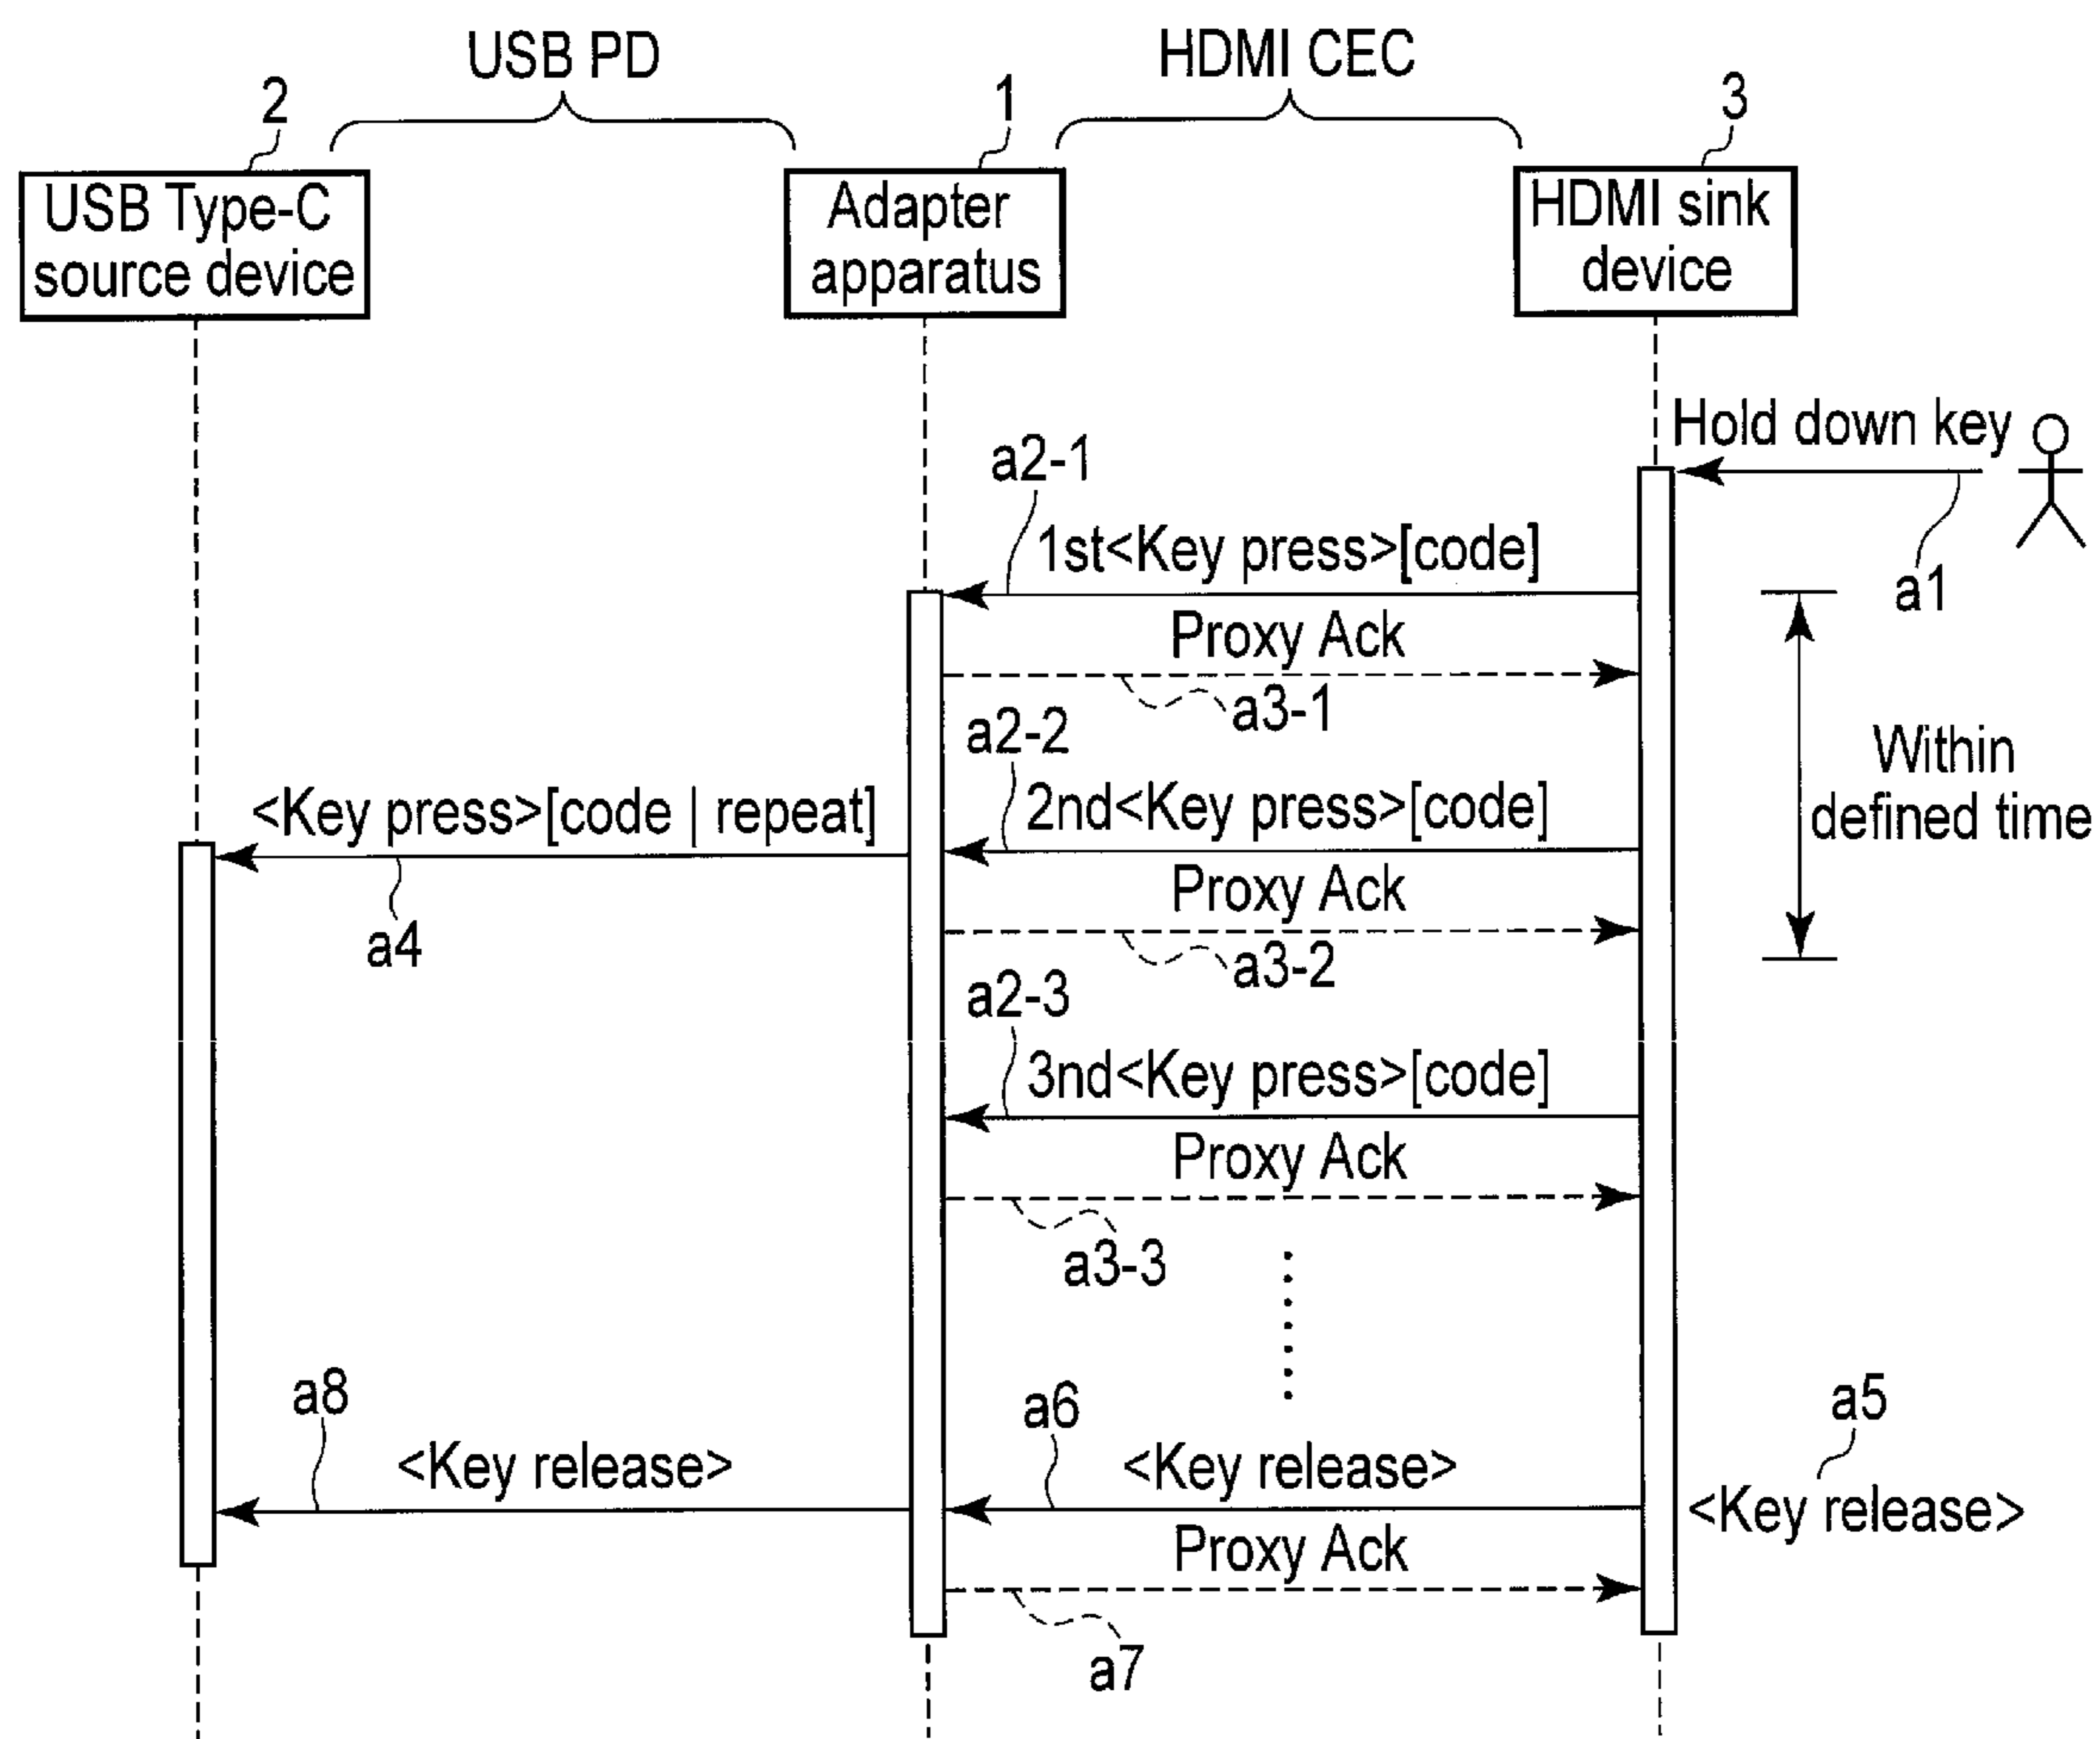 USB PD
HDMI CEC
2
1
3
USB Type-C
source device
Adapter
apparatus
HDMI sink
device
Hold down key
a1
a2-1
1st<Key press>[code]
Proxy Ack
a3-1
a2-2
Within
defined time
<Key press>[code | repeat]
2nd<Key press>[code]
a4
Proxy Ack
a3-2
a2-3
3nd<Key press>[code]
Proxy Ack
a3-3
a8
a6
a5
<Key release>
<Key release>
<Key release>
Proxy Ack
a7